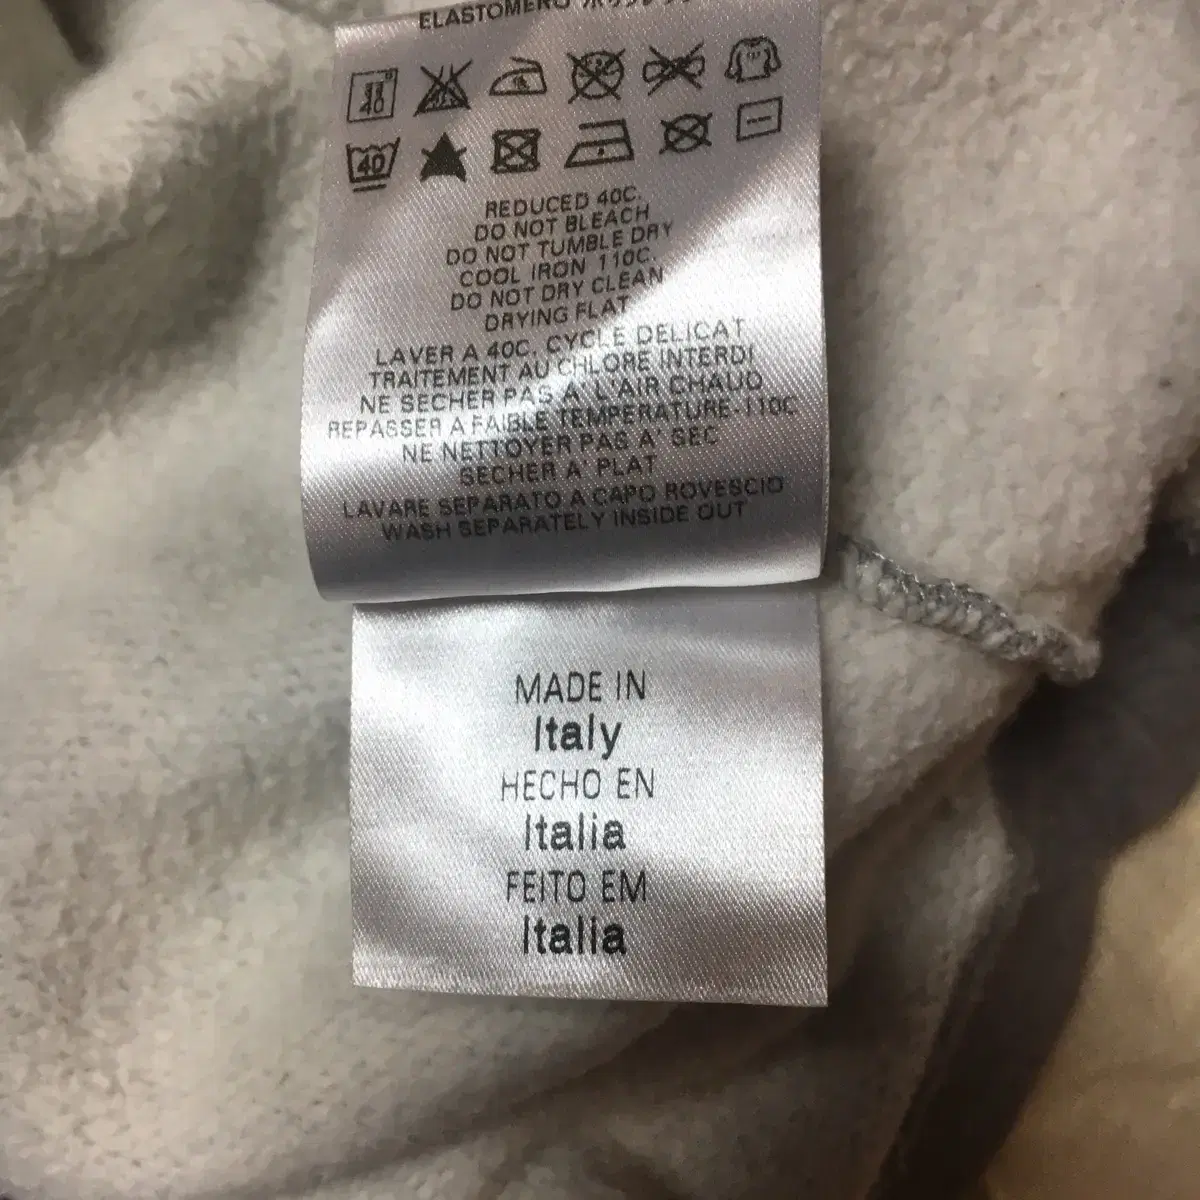 ELASTOMERO
40
40
REDUCED 40C.
DO NOT BLEACH
DO NOT TUMBLE DRY
COOL IRON 110C.
DO NOT DRY CLEAN
DRYING FLAT
LAVER A 40C. CYCLE DELICAT
TRAITEMENT AU CHLORE INTERDI
NE SECHER PAS A' L'AIR CHAUD
REPASSER A FAIBLE TEMPERATURE-110C
NE NETTOYER PAS A' SEC
SECHER A' PLAT
LAVARE SEPARATO A CAPO ROVESCIO
WASH SEPARATELY INSIDE OUT
MADE IN
Italy
HECHO EN
Italia
FEITO EM
Italia